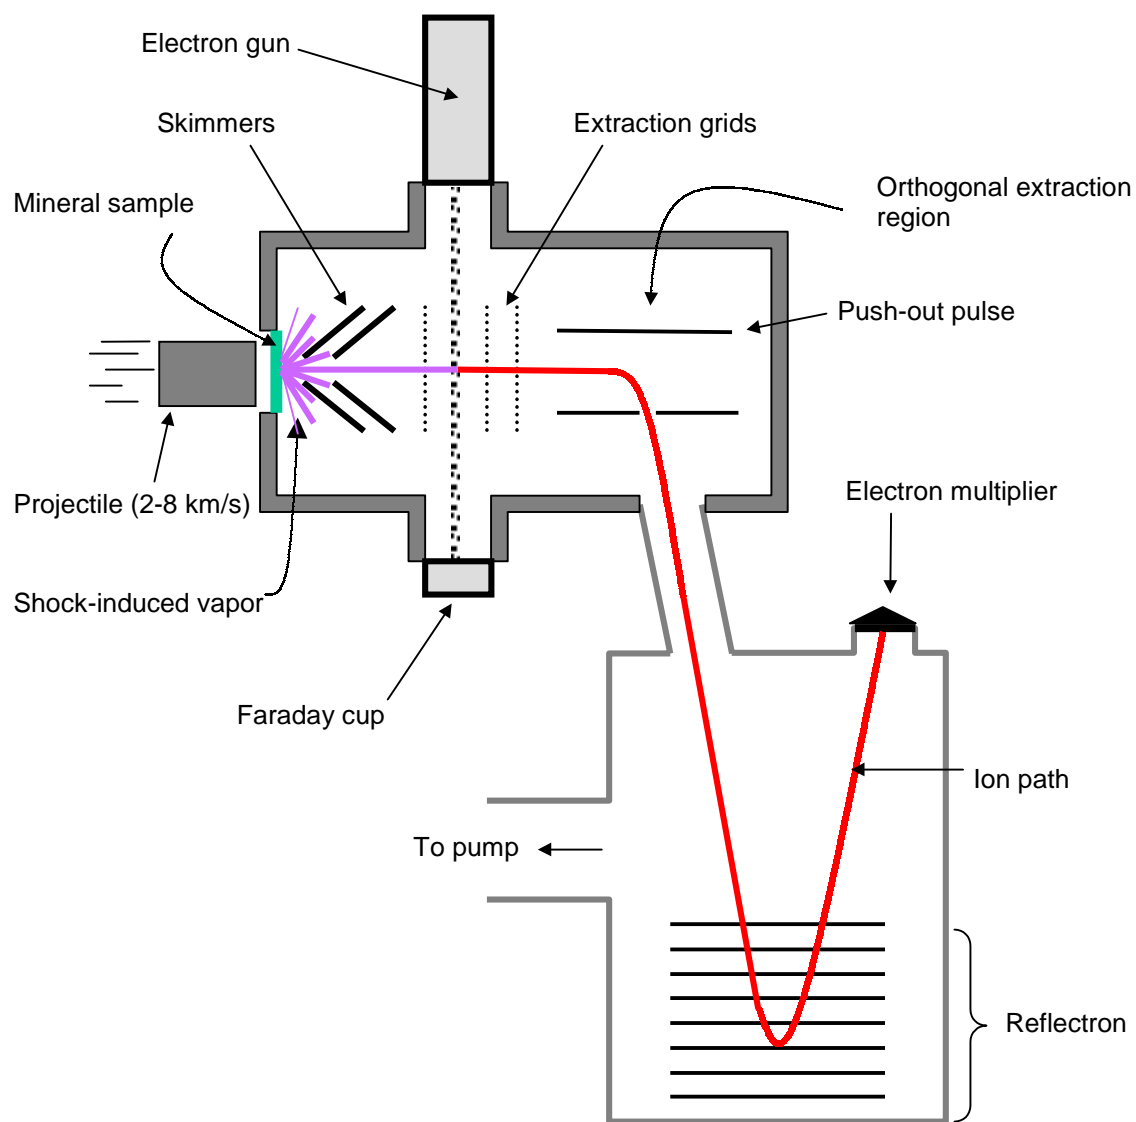 Electron gun
Skimmers
Extraction grids
Mineral sample
Orthogonal extraction
region
Push-out pulse
Projectile (2-8 km/s)
Electron multiplier
Shock-induced vapor
Faraday cup
Ion path
To pump
Reflectron